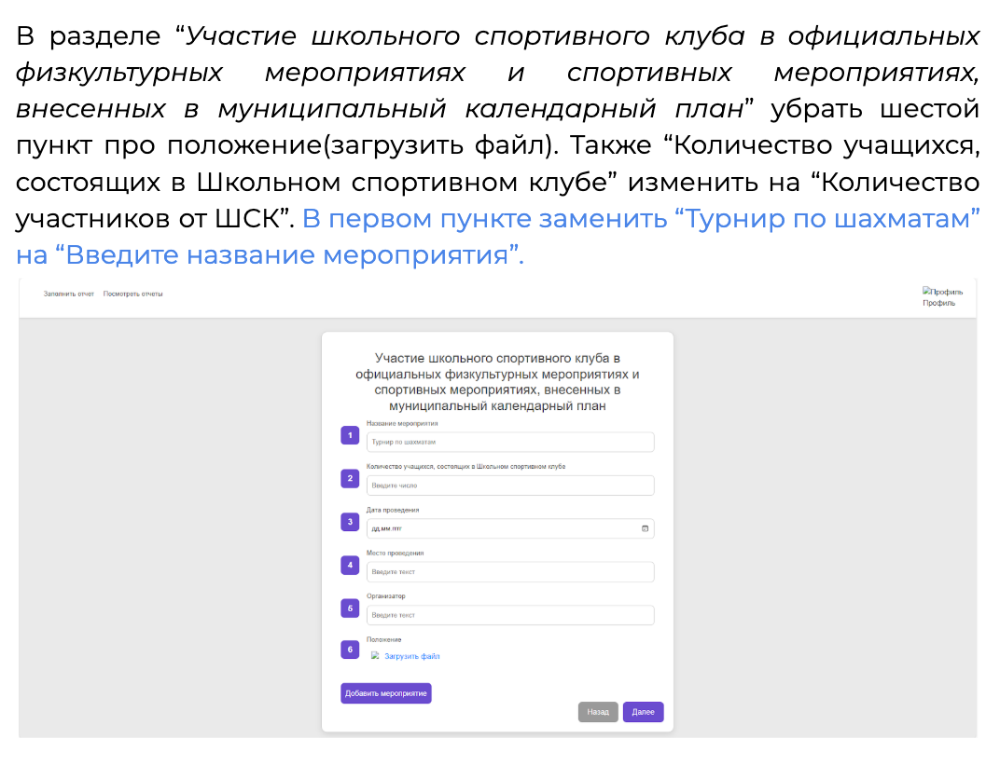 В разделе “Участие школьного спортивного клуба в официальных
физкультурных мероприятиях и спортивных мероприятиях,
внесенных в муниципальный календарный план” убрать шестой
пункт про положение(загрузить файл). Также “Количество учащихся,
состоящих в Школьном спортивном клубе” изменить на “Количество
участников от ШСК”. В первом пункте заменить “Турнир по шахматам”
на “Введите название мероприятия”.
Заполнить отчет Посмотреть отчеты
Профиль
Профиль
Участие школьного спортивного клуба в
официальных физкультурных мероприятиях и
спортивных мероприятиях, внесенных в
муниципальный календарный план
Название мероприятия
1
Турнир по шахматам
Количество учащихся, состоящих в Школьном спортивном клубе
2
Введите число
Дата проведения
3
дд.мм.гггг
Место проведения
4
Введите текст
Организатор
5
Введите текст
Положение
6
Загрузить файл
Добавить мероприятие
Назад Далее